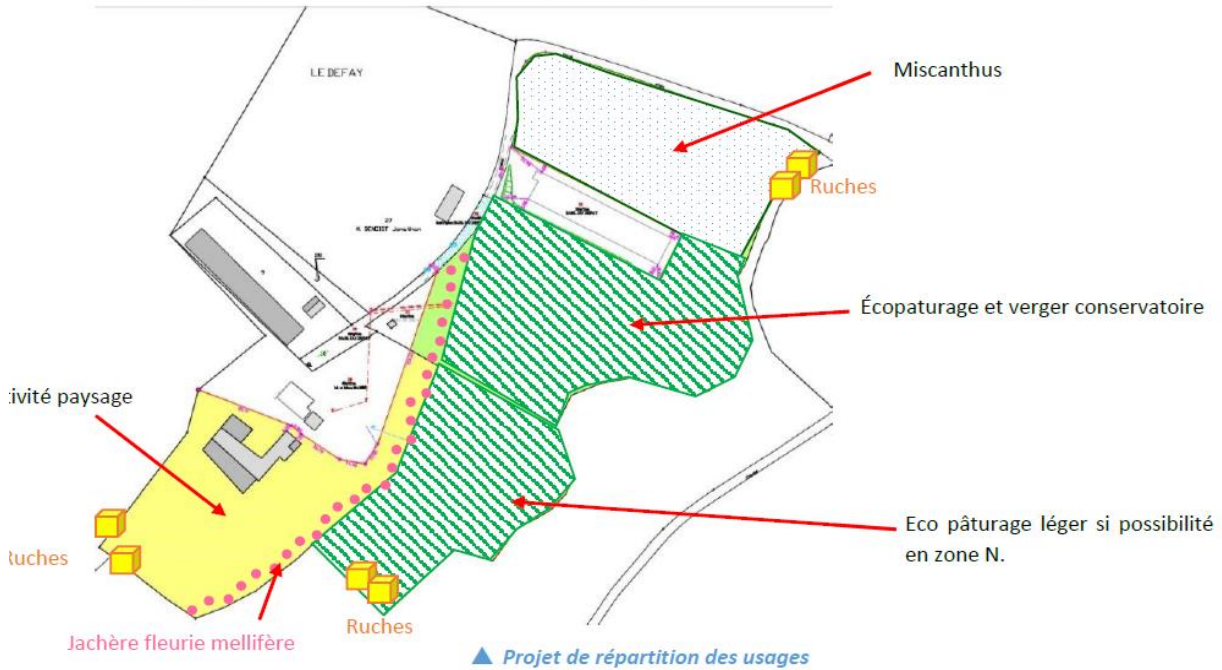 LE DEFAY
Miscanthus
Ruches
Écopaturage et verger conservatoire
tivité paysage
Eco pâturage léger si possibilité
en zone N.
Ruches
Ruches
Jachère fleurie mellifère
▲ Projet de répartition des usages